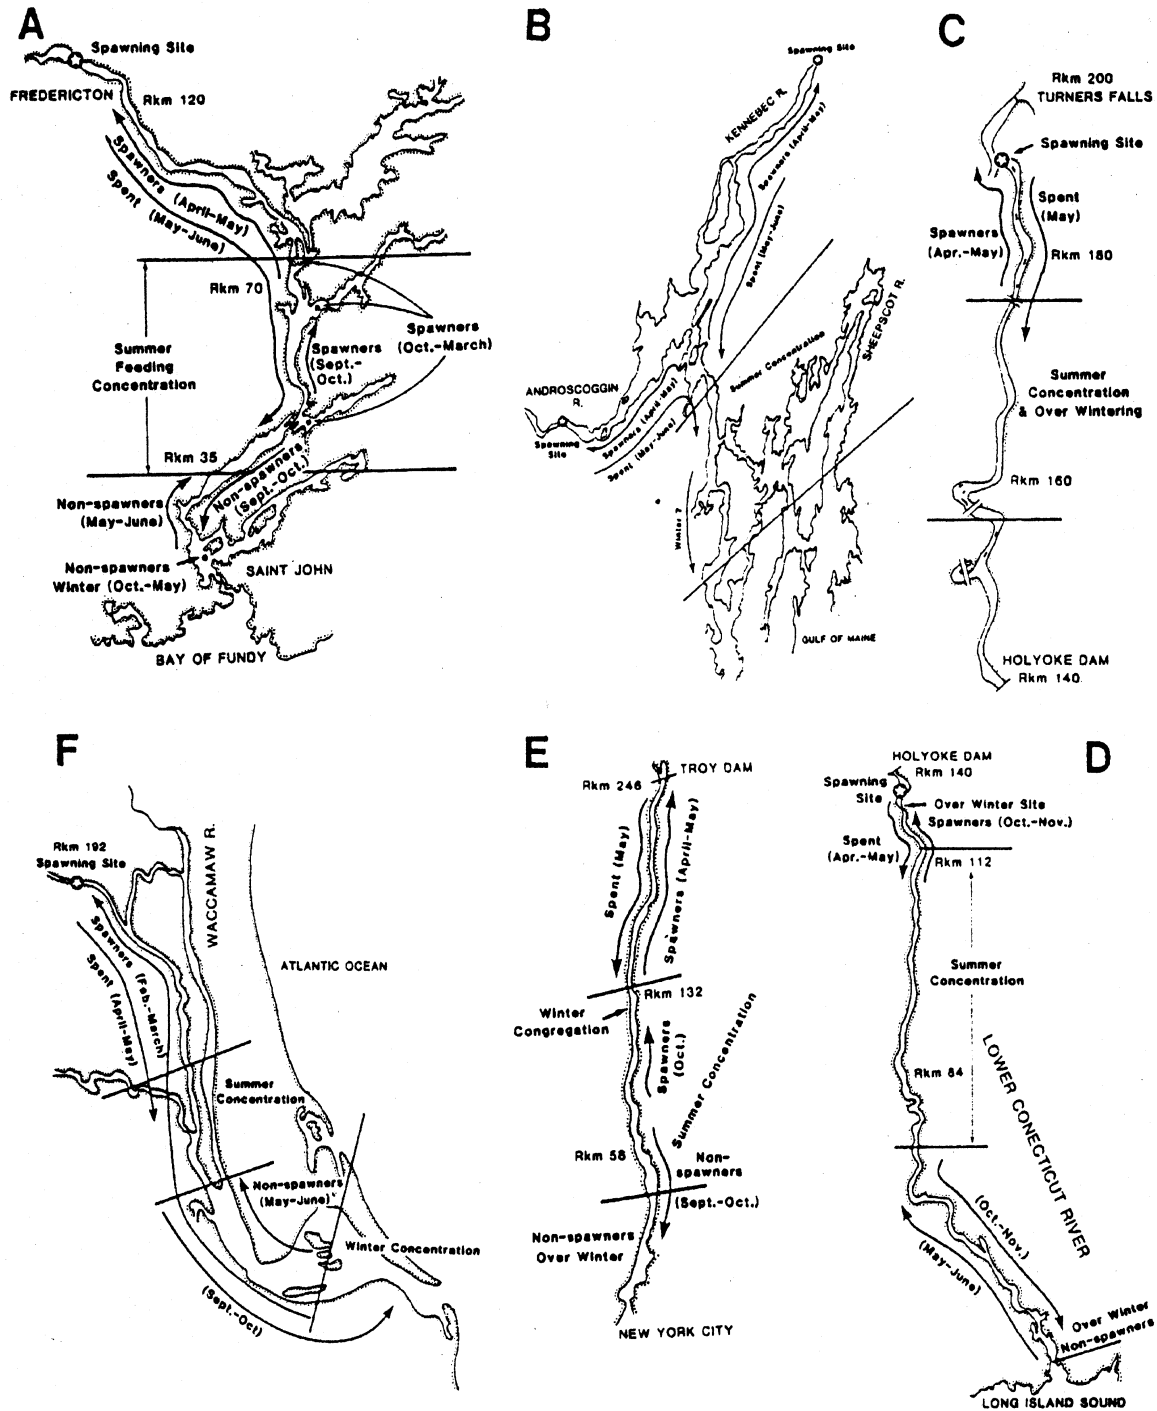 A
Spawning Site
FREDERICTON
Rkm 120
Spawners (April-May)
Spent (May-June)
Rkm 70
Summer
Feeding
Concentration
Spawners
(Oct.-March)
Spawners
(Sept.-
Oct.)
Rkm 35
Non-spawners
(Sept.-Oct.)
Non-spawners
(May-June)
Non-spawners
Winter (Oct.-May)
SAINT JOHN
BAY OF FUNDY
B
Spawning Site
KENNEBEC R.
Spawners (April-May)
Spent (May-June)
SHEEPSCOT R.
Summer Concentration
ANDROSCOGGIN
R.
Spawning
Site
Spawners (April-May)
Spent (May-June)
Winter ?
GULF OF MAINE
C
Rkm 200
TURNERS FALLS
Spawning Site
Spent
(May)
Spawners
(Apr.-May)
Rkm 180
Summer
Concentration
& Over Wintering
Rkm 160
HOLYOKE DAM
Rkm 140
F
Rkm 192
Spawning Site
WACCAMAW R.
Spawners (Feb.-March)
Spent (April-May)
ATLANTIC OCEAN
Summer
Concentration
Non-spawners
(May-June)
Winter Concentration
(Sept.-Oct)
E
TROY DAM
Rkm 246
Spent (May)
Spawners (April-May)
Rkm 132
Winter
Congregation
Spawners
(Oct.)
Summer Concentration
Rkm 58
Non-
spawners
(Sept.-Oct.)
Non-spawners
Over Winter
NEW YORK CITY
D
HOLYOKE DAM
Rkm 140
Spawning
Site
Over Winter Site
Spawners (Oct.-Nov.)
Spent
(Apr.-May)
Rkm 112
Summer
Concentration
Rkm 84
LOWER CONECTICUT RIVER
(Oct.-Nov.)
(May-June)
Over Winter
Non-spawners
LONG ISLAND SOUND